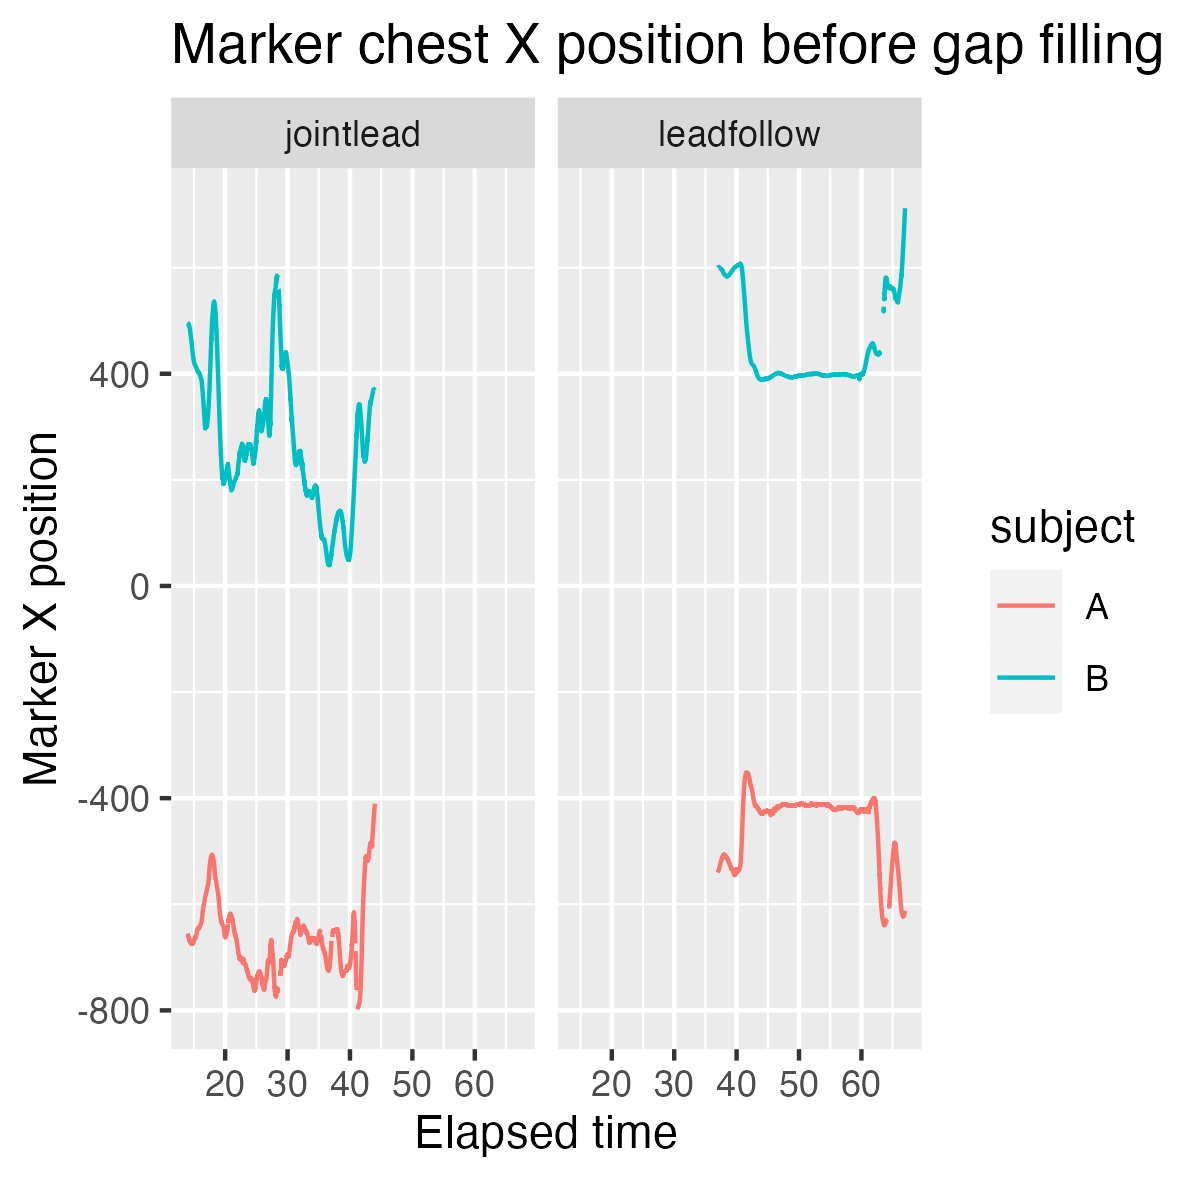 Marker chest X position before gap filling
jointlead
leadfollow
400
0
-400
-800
Marker X position
20 30 40 50 60
20 30 40 50 60
Elapsed time
subject
A
B